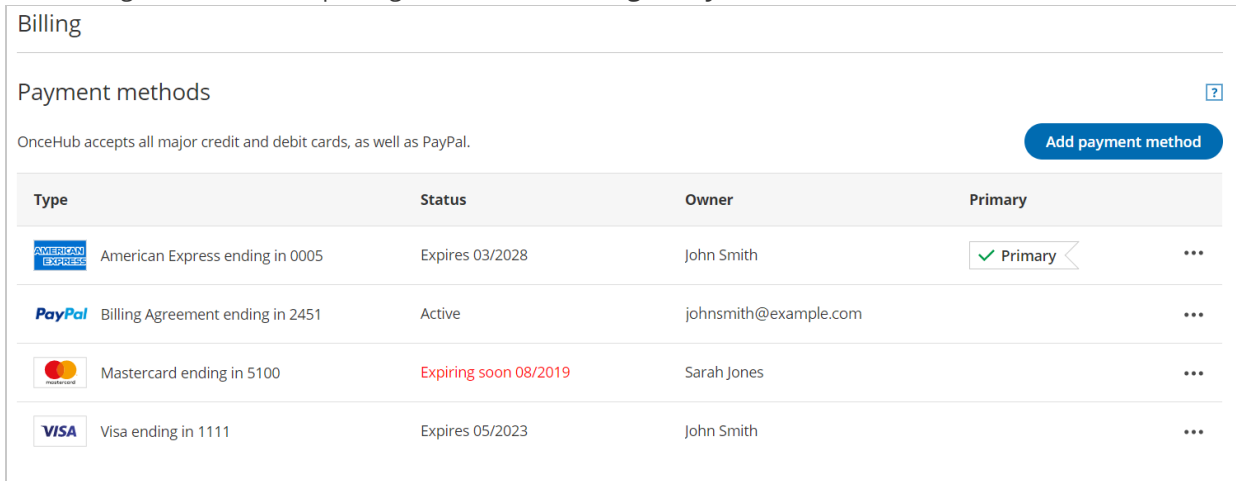 Billing
Payment methods
?
OnceHub accepts all major credit and debit cards, as well as PayPal.
Add payment method
Type Status Owner Primary
AMERICAN EXPRESS American Express ending in 0005 Expires 03/2028 John Smith Primary
PayPal Billing Agreement ending in 2451 Active johnsmith@example.com
mastercard Mastercard ending in 5100 Expiring soon 08/2019 Sarah Jones
VISA Visa ending in 1111 Expires 05/2023 John Smith